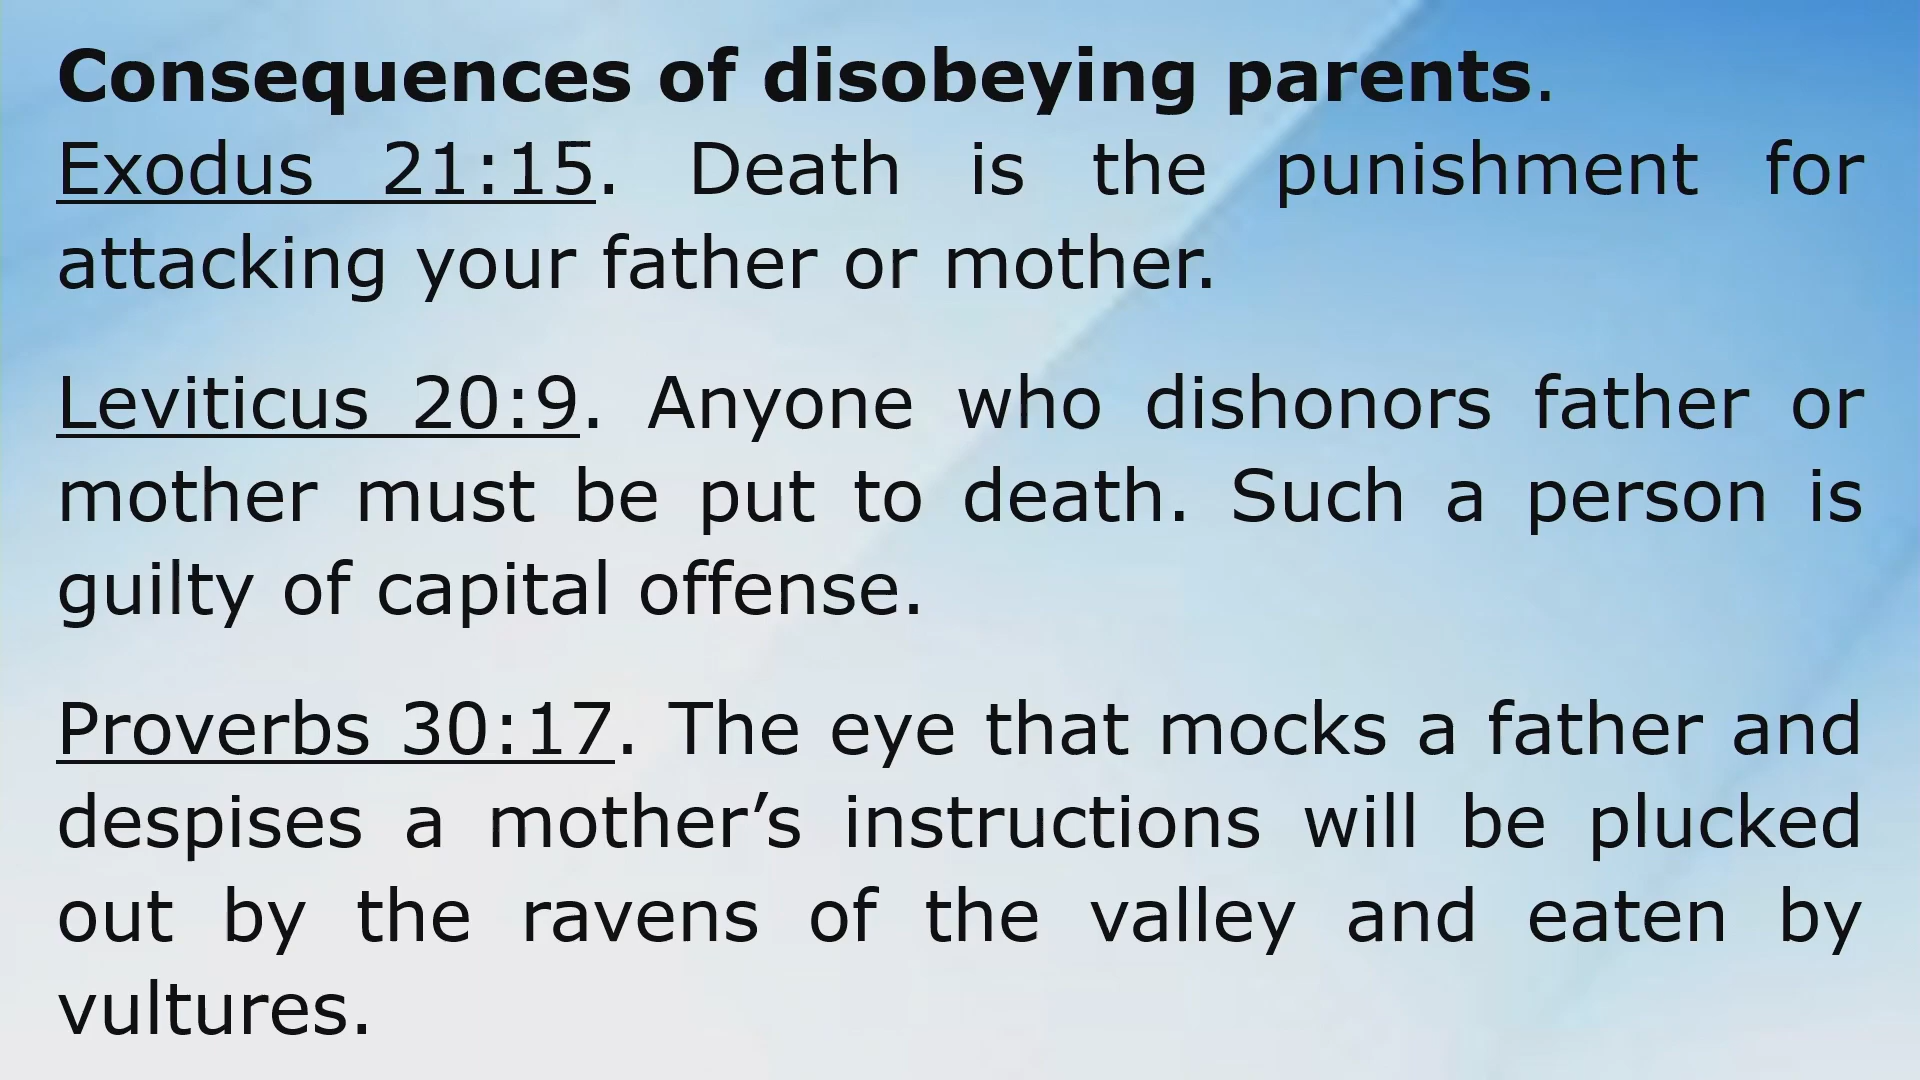 Consequences of disobeying parents.
Exodus 21:15. Death is the punishment for
attacking your father or mother.
Leviticus 20:9. Anyone who dishonors father or
mother must be put to death. Such a person is
guilty of capital offense.
Proverbs 30:17. The eye that mocks a father and
despises a mother’s instructions will be plucked
out by the ravens of the valley and eaten by
vultures.